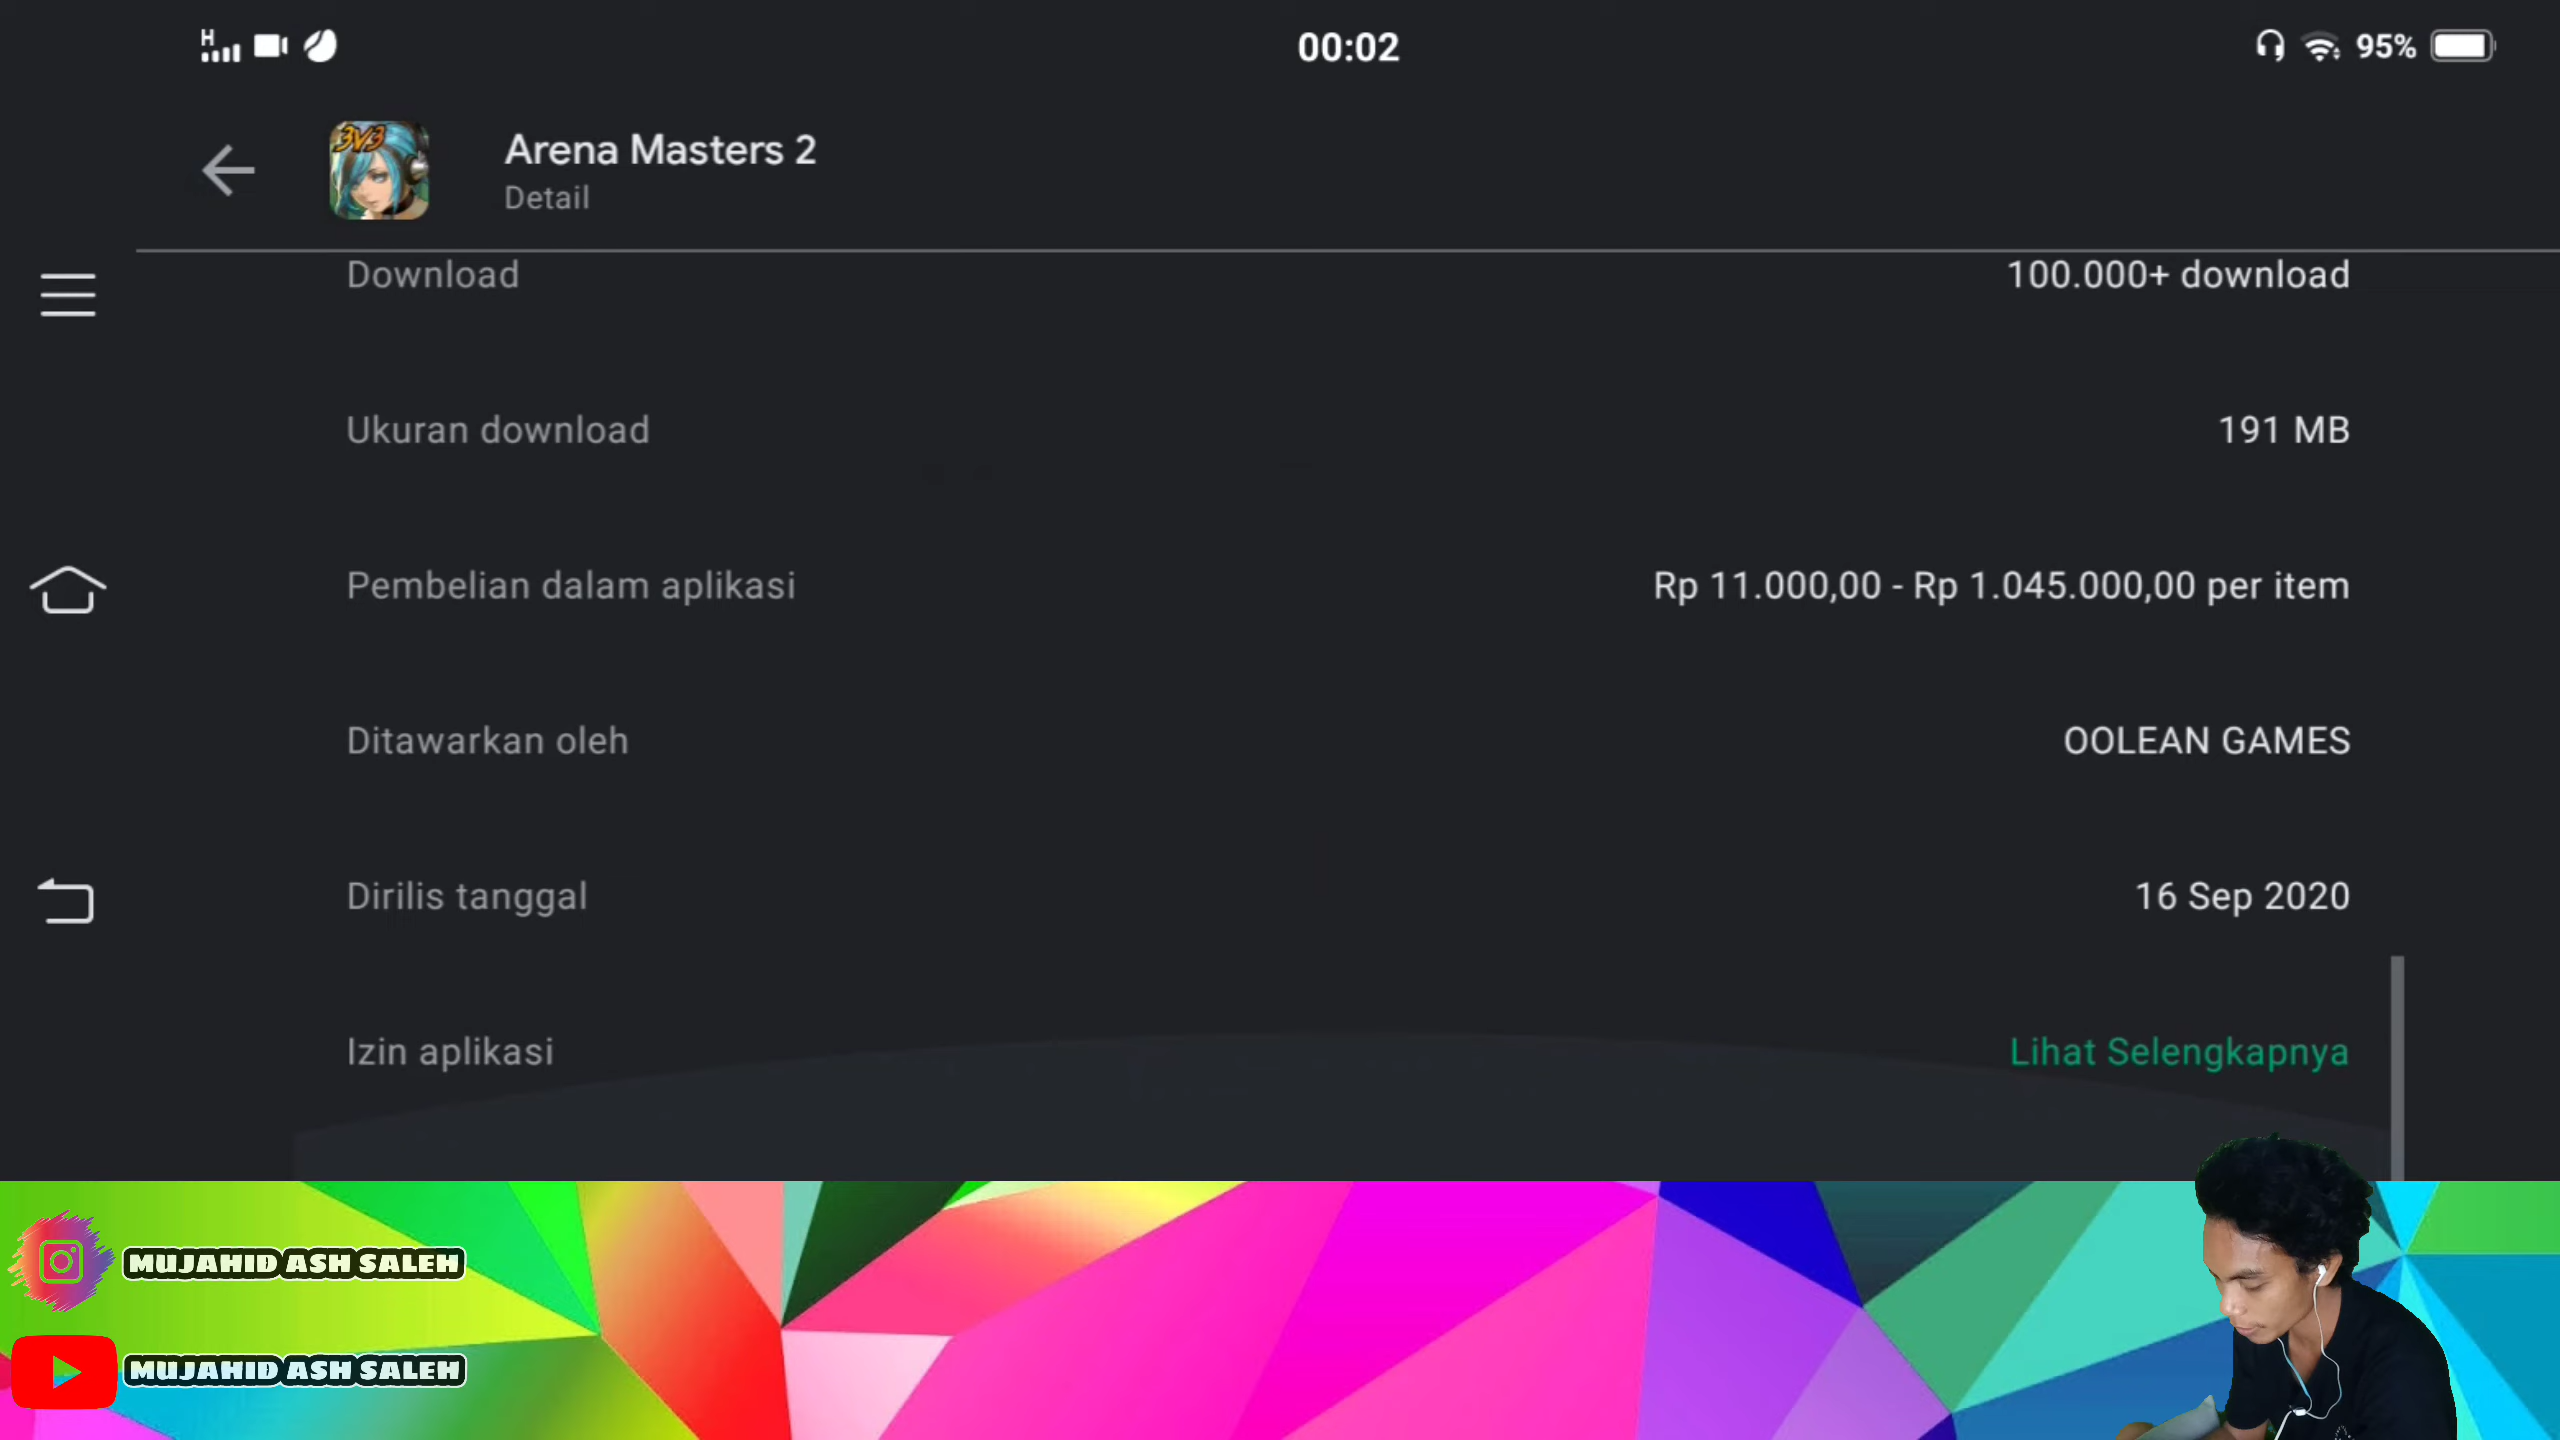 H
00:02
95%
3V3
Arena Masters 2
Detail
Download
100.000+ download
Ukuran download
191 MB
Pembelian dalam aplikasi
Rp 11.000,00 - Rp 1.045.000,00 per item
Ditawarkan oleh
OOLEAN GAMES
Dirilis tanggal
16 Sep 2020
Izin aplikasi
Lihat Selengkapnya
MUJAHID ASH SALEH
MUJAHID ASH SALEH